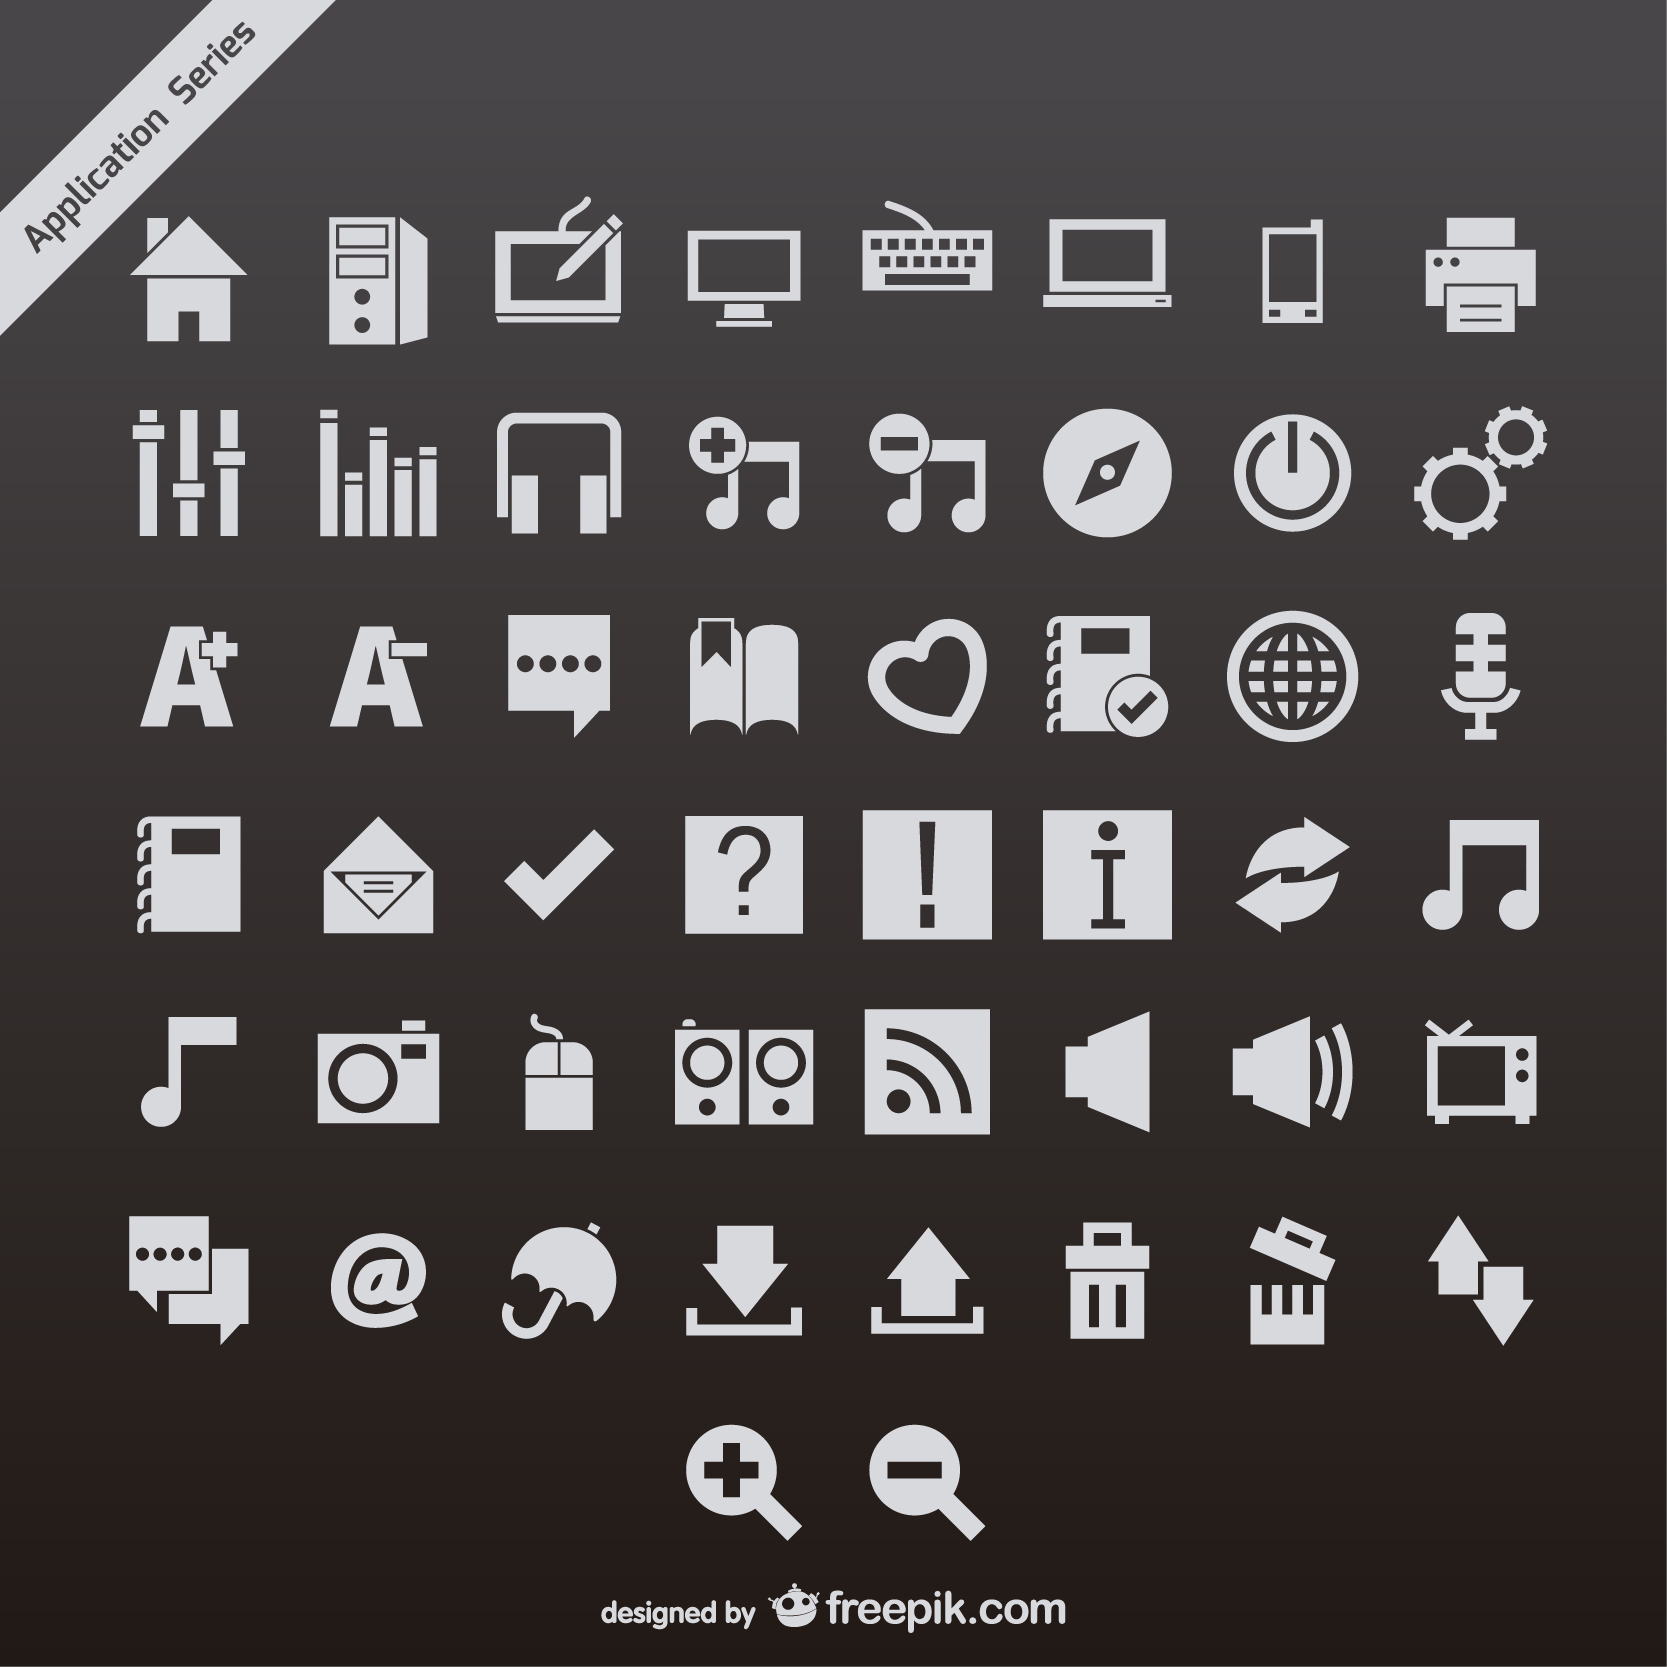 Application Series
A+
A-
?
!
i
@
designed by freepik.com